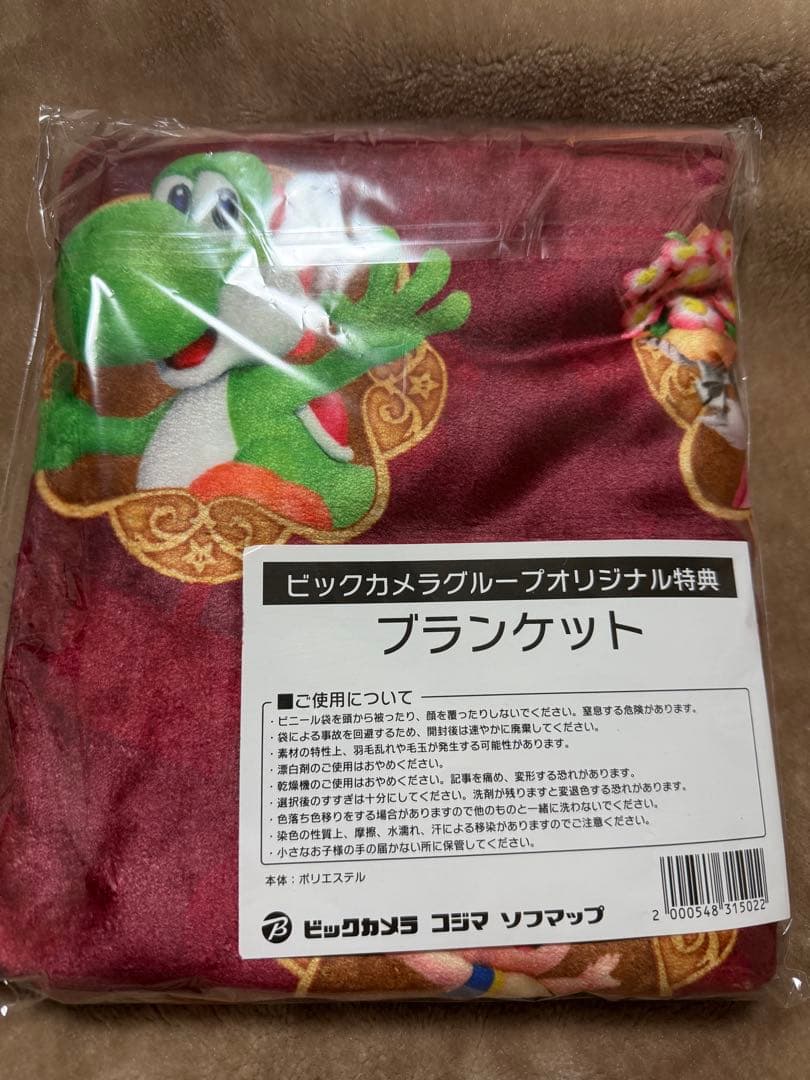 ビックカメラグループオリジナル特典
ブランケット
■ご使用について
・ビニール袋を頭から被ったり、顔を覆ったりしないでください。窒息する危険があります。
・袋による事故を回避するため、開封後は速やかに廃棄してください。
・素材の特性上、羽毛乱れや毛玉が発生する可能性があります。
・漂白剤のご使用はおやめください。
・乾燥機のご使用はおやめください。記事を痛め、変形する恐れがあります。
・選択後のすすぎは十分にしてください。洗剤が残りますと変退色する恐れがあります。
・色落ち色移りをする場合がありますので他のものと一緒に洗わないでください。
・染色の性質上、摩擦、水濡れ、汗による移染がありますのでご注意ください。
・小さなお子様の手の届かない所に保管してください。
本体：ポリエステル
B ビックカメラ コジマ ソフマップ
2 000548 315022